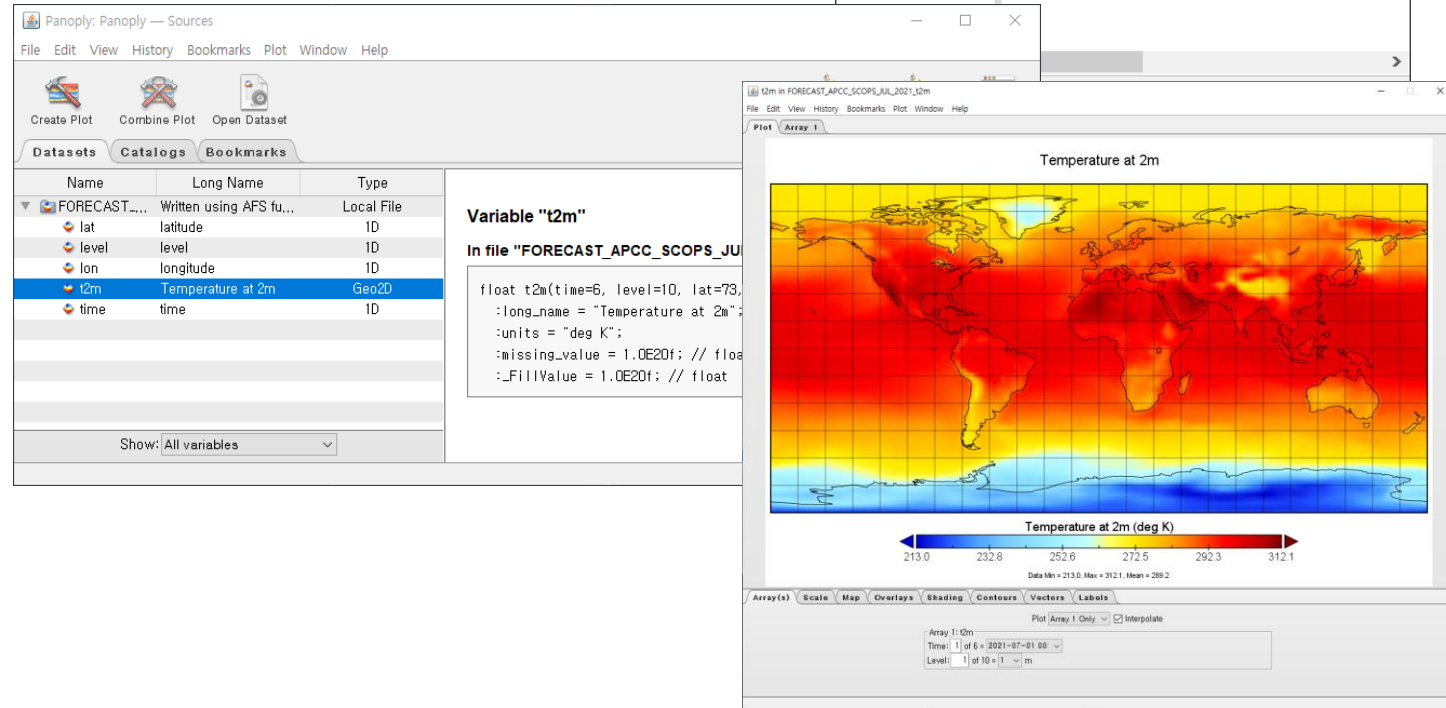 Panoply: Panoply — Sources
File Edit View History Bookmarks Plot Window Help
Create Plot Combine Plot Open Dataset
Datasets Catalogs Bookmarks
Name Long Name Type
FORECAST_... Written using AFS fu... Local File
lat latitude 1D
level level 1D
lon longitude 1D
t2m Temperature at 2m Geo2D
time time 1D
Show: All variables
Variable "t2m"
In file "FORECAST_APCC_SCOPS_JU
float t2m(time=6, level=10, lat=73,
:long_name = "Temperature at 2m";
:units = "deg K";
:missing_value = 1.0E20f; // floa
:_FillValue = 1.0E20f; // float
t2m in FORECAST_APCC_SCOPS_JUL_2021_t2m
File Edit View History Bookmarks Plot Window Help
Plot Array 1
Temperature at 2m
Temperature at 2m (deg K)
213.0 232.8 252.6 272.5 292.3 312.1
Data Min = 213.0, Max = 312.1, Mean = 289.2
Array(s) Scale Map Overlays Shading Contours Vectors Labels
Plot Array 1 Only Interpolate
Array 1: t2m
Time: 1 of 6 = 2021-07-01 00:
Level: 1 of 10 = 1 m